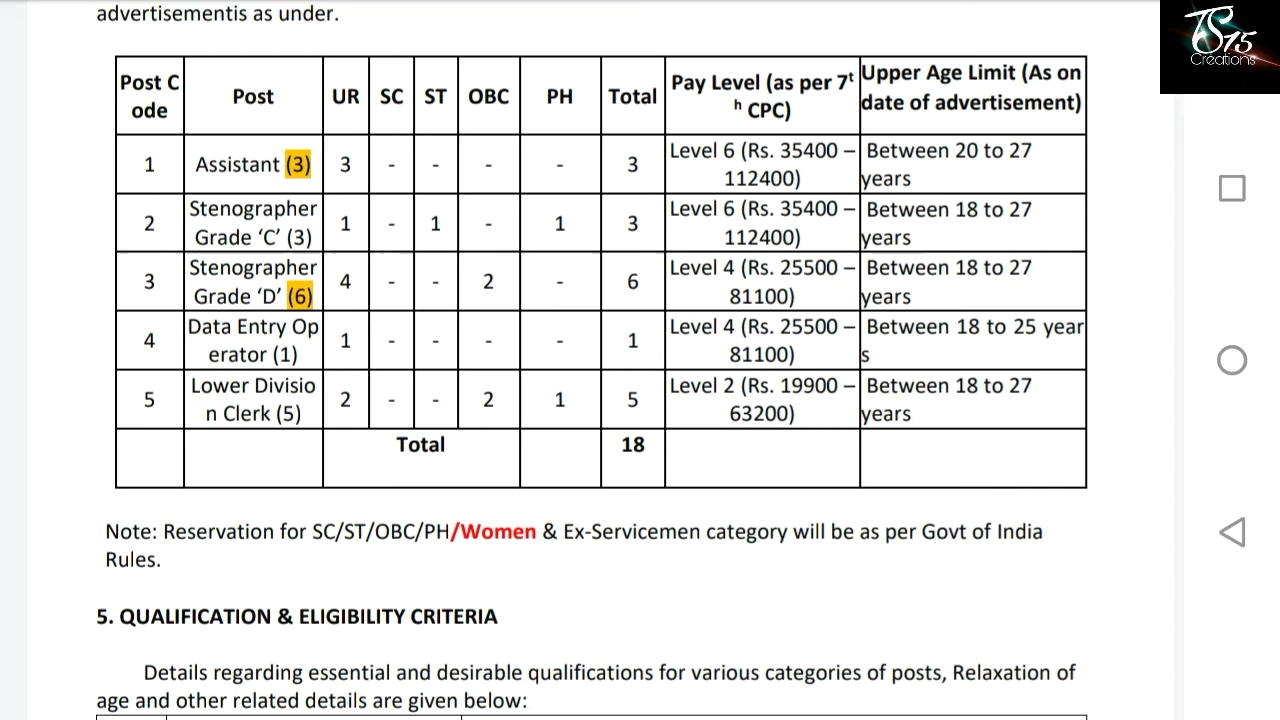 advertisementis as under.
TS15
Creations
Post C
ode
Post
UR
SC
ST
OBC
PH
Total
Pay Level (as per 7t
h CPC)
Upper Age Limit (As on
date of advertisement)
1
Assistant (3)
3
-
-
-
-
3
Level 6 (Rs. 35400 –
112400)
Between 20 to 27
years
2
Stenographer
Grade ‘C’ (3)
1
-
1
-
1
3
Level 6 (Rs. 35400 –
112400)
Between 18 to 27
years
3
Stenographer
Grade ‘D’ (6)
4
-
-
2
-
6
Level 4 (Rs. 25500 –
81100)
Between 18 to 27
years
4
Data Entry Op
erator (1)
1
-
-
-
-
1
Level 4 (Rs. 25500 –
81100)
Between 18 to 25 year
s
5
Lower Divisio
n Clerk (5)
2
-
-
2
1
5
Level 2 (Rs. 19900 –
63200)
Between 18 to 27
years
Total
18
Note: Reservation for SC/ST/OBC/PH/Women & Ex-Servicemen category will be as per Govt of India
Rules.
5. QUALIFICATION & ELIGIBILITY CRITERIA
Details regarding essential and desirable qualifications for various categories of posts, Relaxation of
age and other related details are given below: